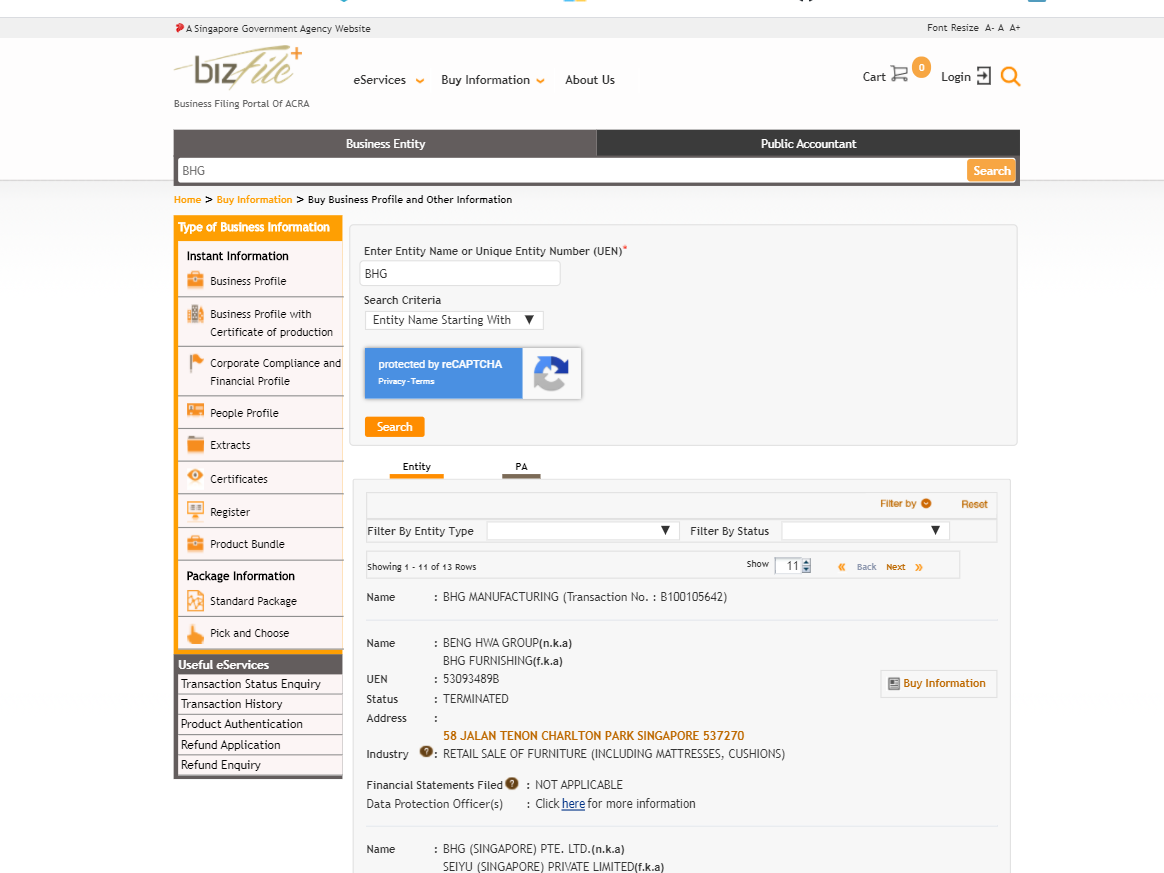 A Singapore Government Agency Website
Font Resize A- A A+
bizFile+
Business Filing Portal Of ACRA
eServices
Buy Information
About Us
Cart
0
Login
Business Entity
Public Accountant
BHG
Search
Home > Buy Information > Buy Business Profile and Other Information
Type of Business Information
Instant Information
Business Profile
Business Profile with
Certificate of production
Corporate Compliance and
Financial Profile
People Profile
Extracts
Certificates
Register
Product Bundle
Package Information
Standard Package
Pick and Choose
Useful eServices
Transaction Status Enquiry
Transaction History
Product Authentication
Refund Application
Refund Enquiry
Enter Entity Name or Unique Entity Number (UEN)*
BHG
Search Criteria
Entity Name Starting With
protected by reCAPTCHA
Privacy - Terms
Search
Entity
PA
Filter by
Reset
Filter By Entity Type
Filter By Status
Showing 1 - 11 of 13 Rows
Show 11 « Back Next »
Name : BHG MANUFACTURING (Transaction No. : B100105642)
Name : BENG HWA GROUP(n.k.a)
BHG FURNISHING(f.k.a)
UEN : 53093489B
Buy Information
Status : TERMINATED
Address :
58 JALAN TENON CHARLTON PARK SINGAPORE 537270
Industry ? : RETAIL SALE OF FURNITURE (INCLUDING MATTRESSES, CUSHIONS)
Financial Statements Filed ? : NOT APPLICABLE
Data Protection Officer(s) : Click here for more information
Name : BHG (SINGAPORE) PTE. LTD.(n.k.a)
SEIYU (SINGAPORE) PRIVATE LIMITED(f.k.a)